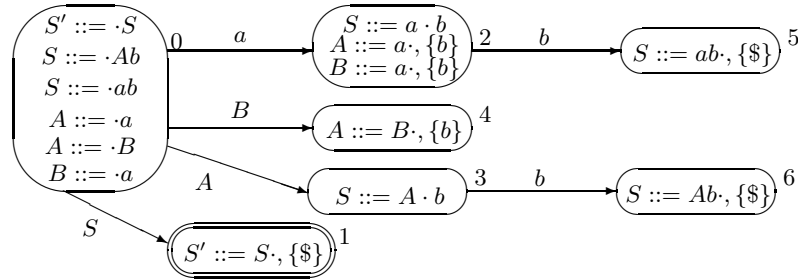 S' ::= ·S
S ::= ·Ab
S ::= ·ab
A ::= ·a
A ::= ·B
B ::= ·a
0
a
S ::= a · b
A ::= a·, {b}
B ::= a·, {b}
2
b
S ::= ab·, {$}
5
B
A ::= B·, {b}
4
A
S ::= A · b
3
b
S ::= Ab·, {$}
6
S
S' ::= S·, {$}
1